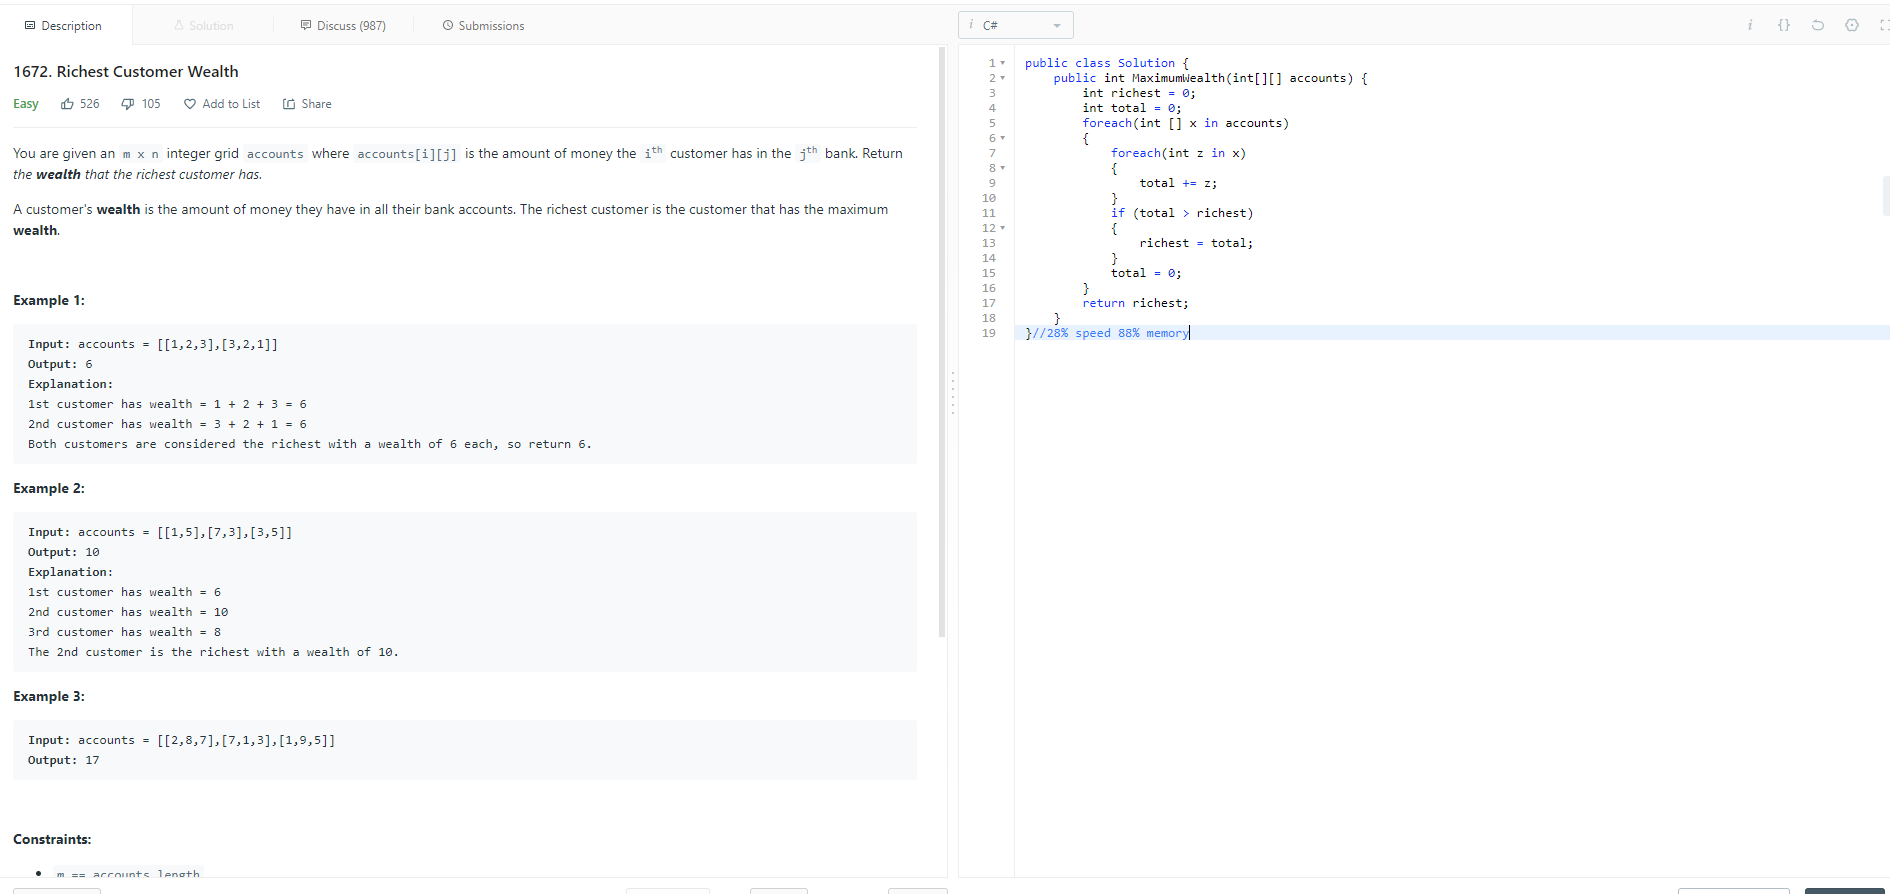 Description
Solution
Discuss (987)
Submissions
i C#
i {}
1672. Richest Customer Wealth
Easy 526 105 Add to List Share
You are given an m x n integer grid accounts where accounts[i][j] is the amount of money the ith customer has in the jth bank. Return
the wealth that the richest customer has.
A customer's wealth is the amount of money they have in all their bank accounts. The richest customer is the customer that has the maximum
wealth.
Example 1:
Input: accounts = [[1,2,3],[3,2,1]]
Output: 6
Explanation:
1st customer has wealth = 1 + 2 + 3 = 6
2nd customer has wealth = 3 + 2 + 1 = 6
Both customers are considered the richest with a wealth of 6 each, so return 6.
Example 2:
Input: accounts = [[1,5],[7,3],[3,5]]
Output: 10
Explanation:
1st customer has wealth = 6
2nd customer has wealth = 10
3rd customer has wealth = 8
The 2nd customer is the richest with a wealth of 10.
Example 3:
Input: accounts = [[2,8,7],[7,1,3],[1,9,5]]
Output: 17
Constraints:
• m == accounts.length
1 public class Solution {
2     public int MaximumWealth(int[][] accounts) {
3         int richest = 0;
4         int total = 0;
5         foreach(int [] x in accounts)
6         {
7             foreach(int z in x)
8             {
9                 total += z;
10             }
11             if (total > richest)
12             {
13                 richest = total;
14             }
15             total = 0;
16         }
17         return richest;
18     }
19 }//28% speed 88% memory